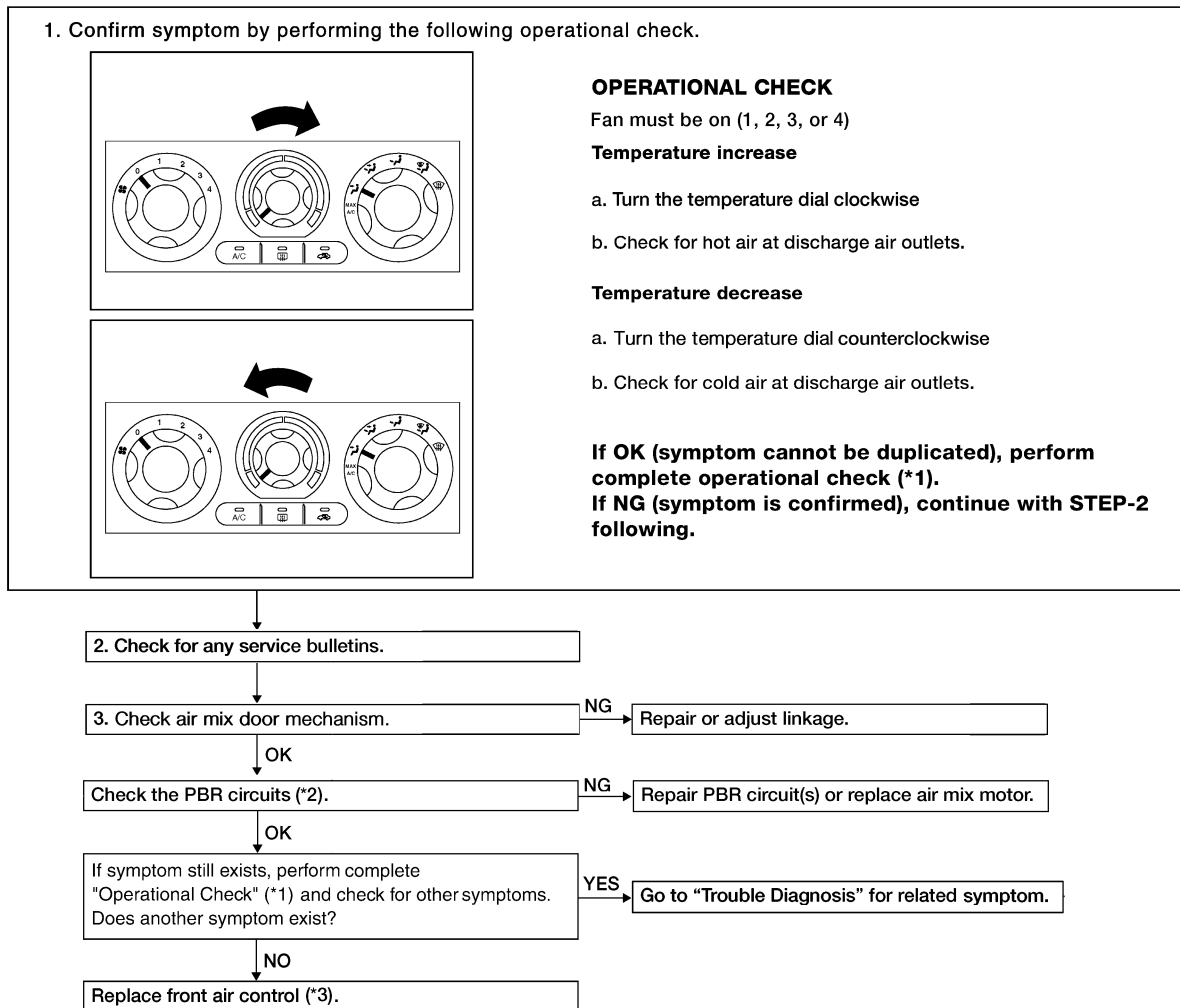 1. Confirm symptom by performing the following operational check.
0 1 2 3 4
MAX
A/C
A/C
OPERATIONAL CHECK
Fan must be on (1, 2, 3, or 4)
Temperature increase
a. Turn the temperature dial clockwise
b. Check for hot air at discharge air outlets.
Temperature decrease
a. Turn the temperature dial counterclockwise
b. Check for cold air at discharge air outlets.
0 1 2 3 4
MAX
A/C
A/C
If OK (symptom cannot be duplicated), perform
complete operational check (*1).
If NG (symptom is confirmed), continue with STEP-2
following.
2. Check for any service bulletins.
3. Check air mix door mechanism.
NG
Repair or adjust linkage.
OK
Check the PBR circuits (*2).
NG
Repair PBR circuit(s) or replace air mix motor.
OK
If symptom still exists, perform complete
"Operational Check" (*1) and check for other symptoms.
Does another symptom exist?
YES
Go to “Trouble Diagnosis” for related symptom.
NO
Replace front air control (*3).